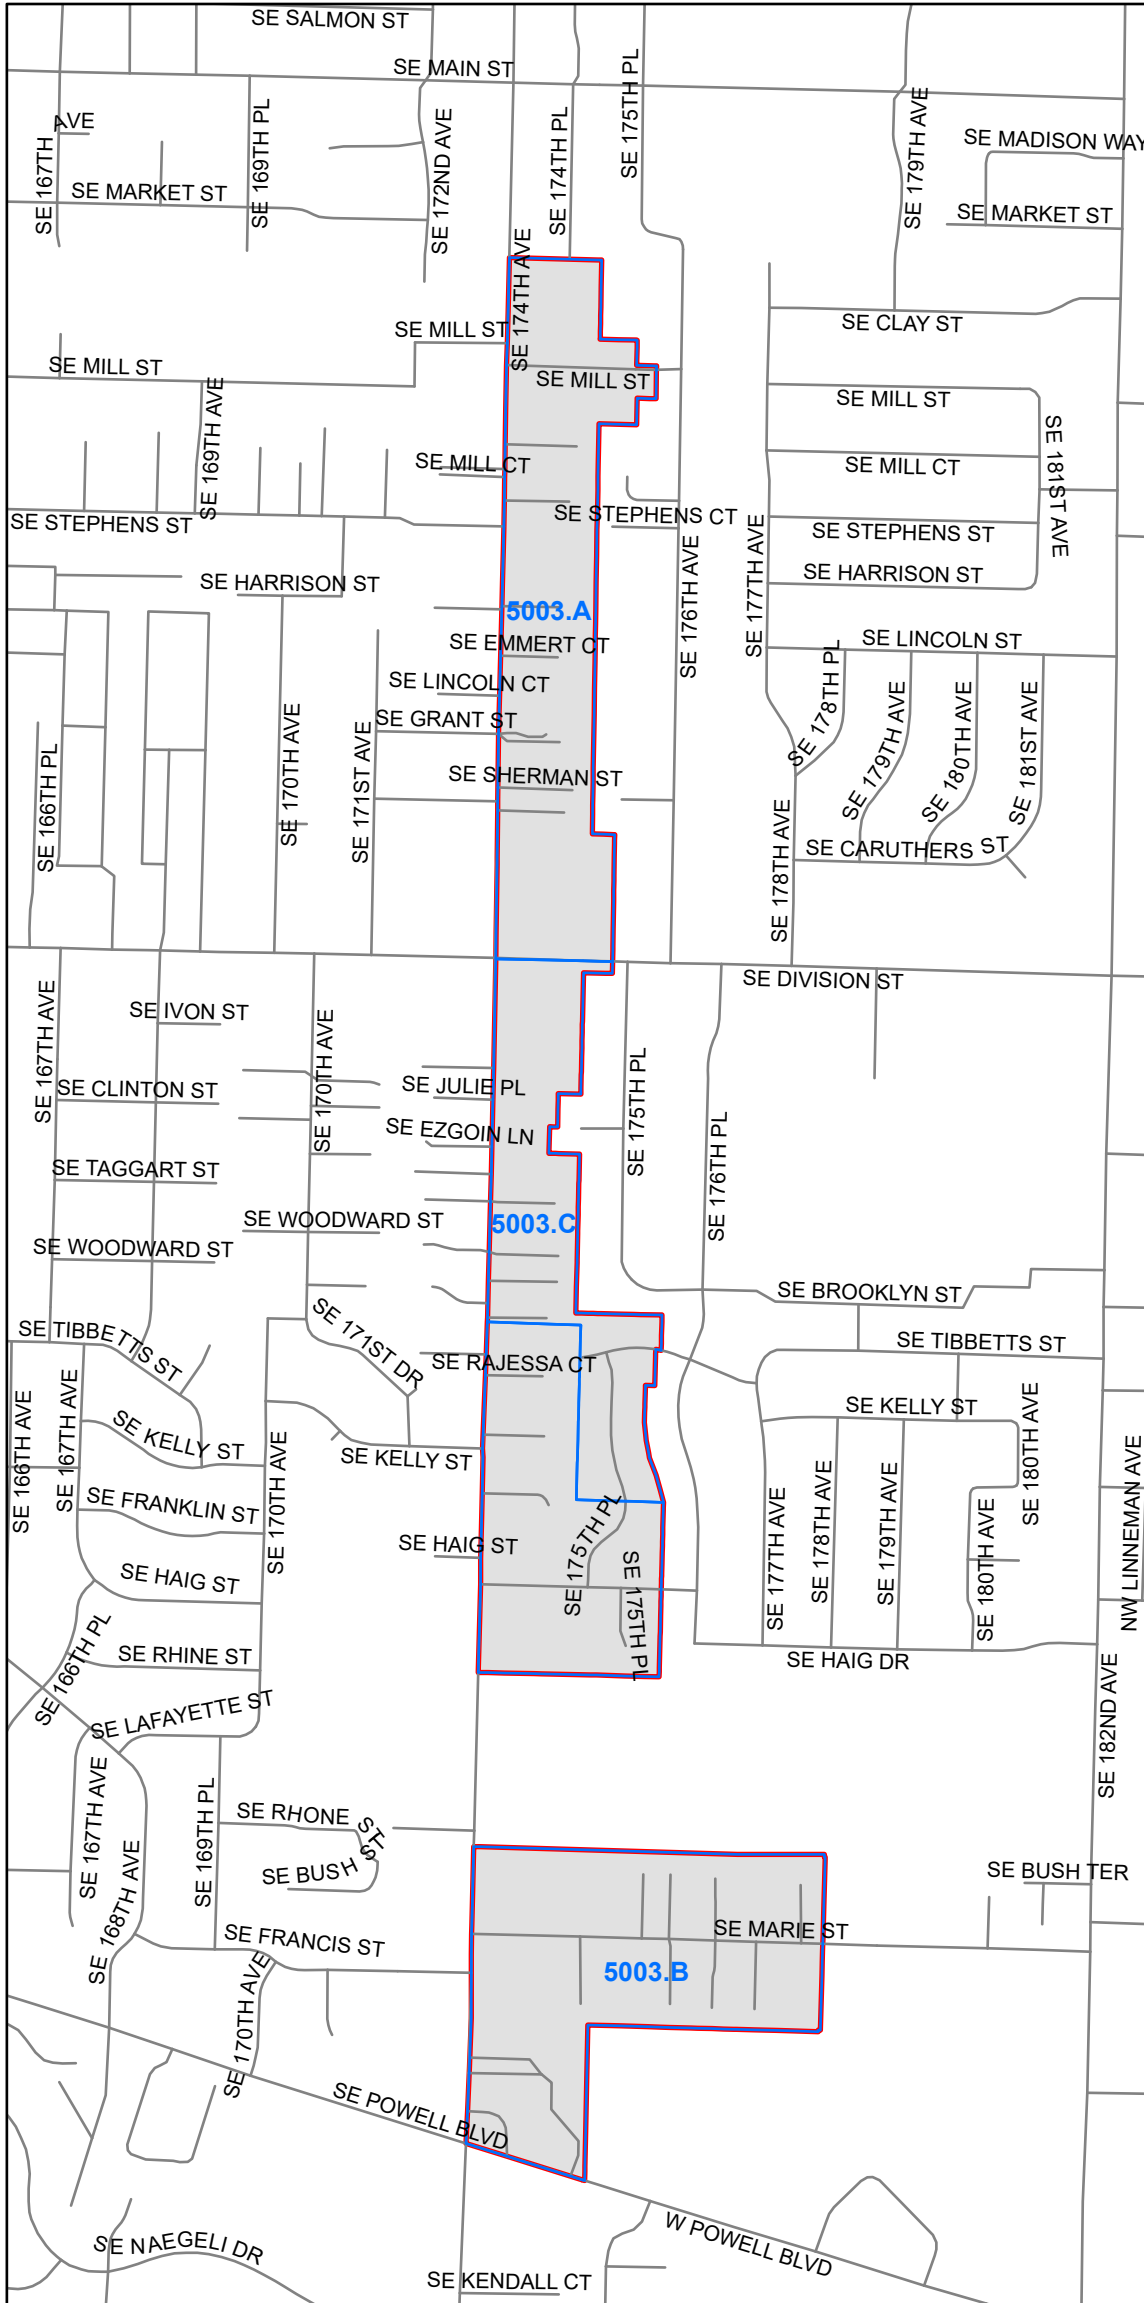 SE SALMON ST
SE MAIN ST
SE 175TH PL
SE 179TH AVE
AVE
SE 167TH
SE 169TH PL
SE 172ND AVE
SE 174TH PL
SE MADISON WAY
SE MARKET ST
SE MARKET ST
SE 174TH AVE
SE MILL ST
SE CLAY ST
SE MILL ST
SE MILL ST
SE MILL ST
SE 169TH AVE
SE MILL CT
SE MILL CT
SE 181ST AVE
SE STEPHENS ST
SE STEPHENS CT
SE STEPHENS ST
SE 176TH AVE
SE 177TH AVE
SE HARRISON ST
SE HARRISON ST
5003.A
SE EMMERT CT
SE LINCOLN ST
SE LINCOLN CT
SE 178TH PL
SE 179TH AVE
SE 180TH AVE
SE 181ST AVE
SE GRANT ST
SE 166TH PL
SE 170TH AVE
SE 171ST AVE
SE SHERMAN ST
SE 178TH AVE
SE CARUTHERS ST
SE DIVISION ST
SE 167TH AVE
SE IVON ST
SE 170TH AVE
SE CLINTON ST
SE JULIE PL
SE EZGOIN LN
SE 175TH PL
SE 176TH PL
SE TAGGART ST
SE WOODWARD ST
5003.C
SE WOODWARD ST
SE BROOKLYN ST
SE TIBBETTS ST
SE 171ST DR
SE RAJESSA CT
SE TIBBETTS ST
SE 166TH AVE
SE 167TH AVE
SE KELLY ST
SE KELLY ST
SE KELLY ST
SE 180TH AVE
SE 170TH AVE
SE FRANKLIN ST
SE 175TH PL
SE 177TH AVE
SE 178TH AVE
SE 179TH AVE
SE 180TH AVE
NW LINNEMAN AVE
SE HAIG ST
SE HAIG ST
SE 175TH PL
SE 166TH PL
SE RHINE ST
SE HAIG DR
SE LAFAYETTE ST
SE 182ND AVE
SE 167TH AVE
SE 169TH PL
SE RHONE ST
SE BUSH ST
SE BUSH TER
SE 168TH AVE
SE FRANCIS ST
SE MARIE ST
5003.B
SE 170TH AVE
SE POWELL BLVD
W POWELL BLVD
SE NAEGELI DR
SE KENDALL CT